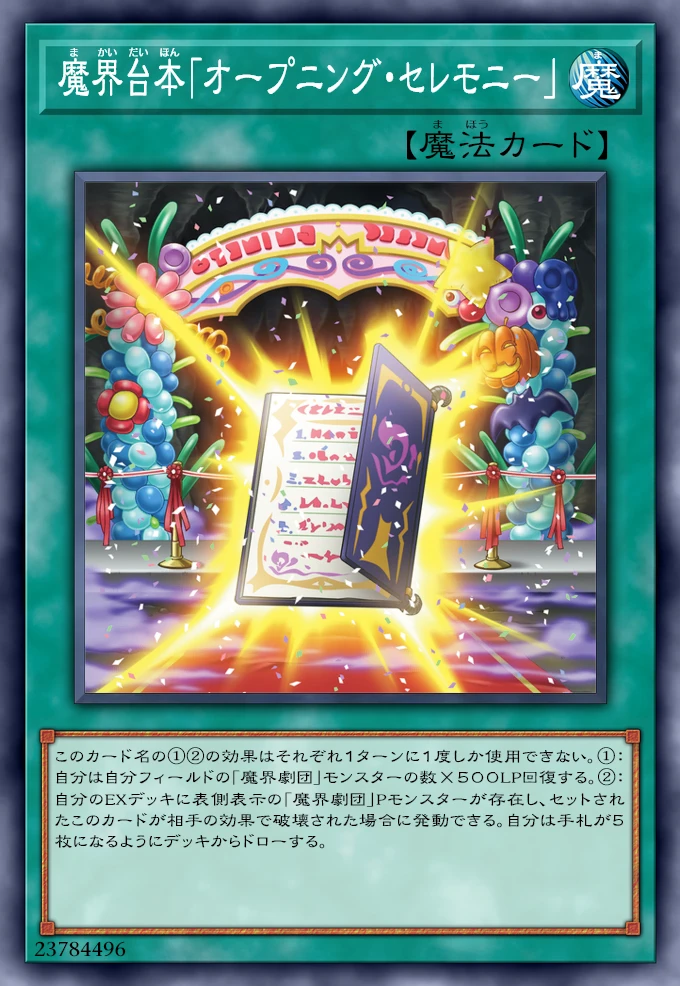 魔界台本「オープニング・セレモニー」
魔
【魔法カード】
このカード名の①②の効果はそれぞれ1ターンに1度しか使用できない。①：
自分は自分フィールドの「魔界劇団」モンスターの数×500LP回復する。②：
自分のEXデッキに表側表示の「魔界劇団」Pモンスターが存在し、セットされ
たこのカードが相手の効果で破壊された場合に発動できる。自分は手札が5
枚になるようにデッキからドローする。
23784496